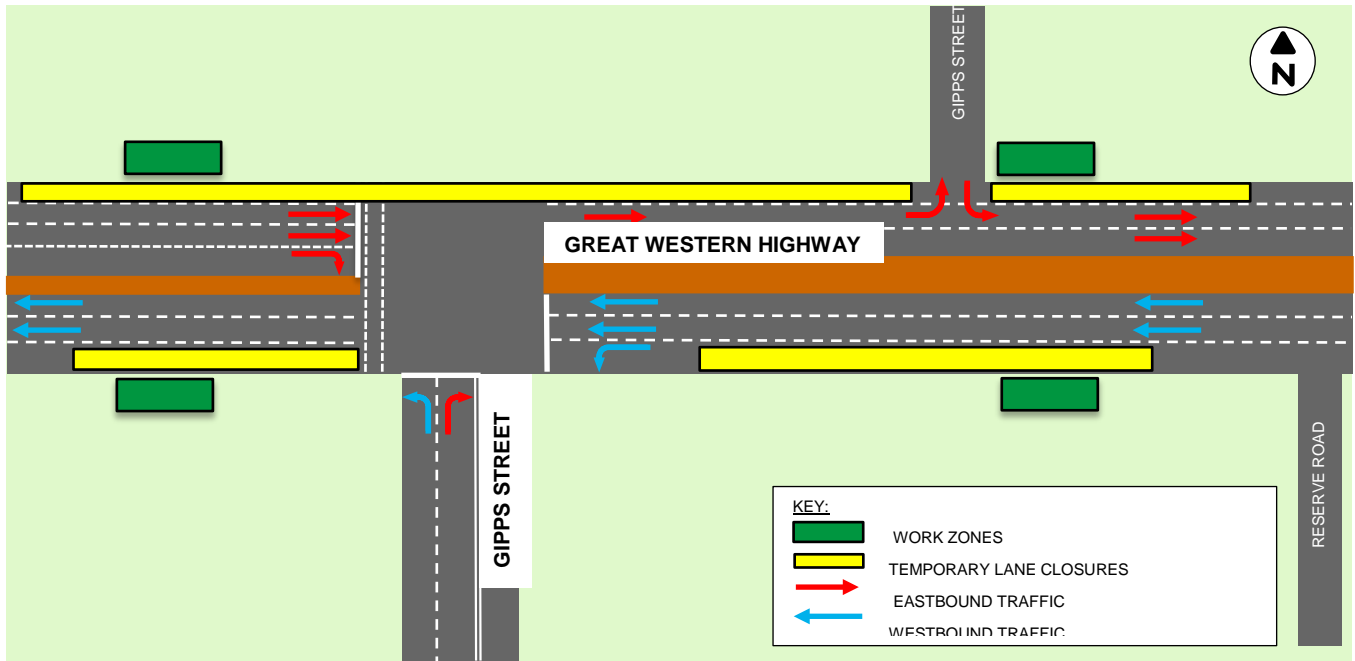 GIPPS STREET
N
GREAT WESTERN HIGHWAY
GIPPS STREET
KEY:
WORK ZONES
TEMPORARY LANE CLOSURES
EASTBOUND TRAFFIC
WESTBOUND TRAFFIC
RESERVE ROAD